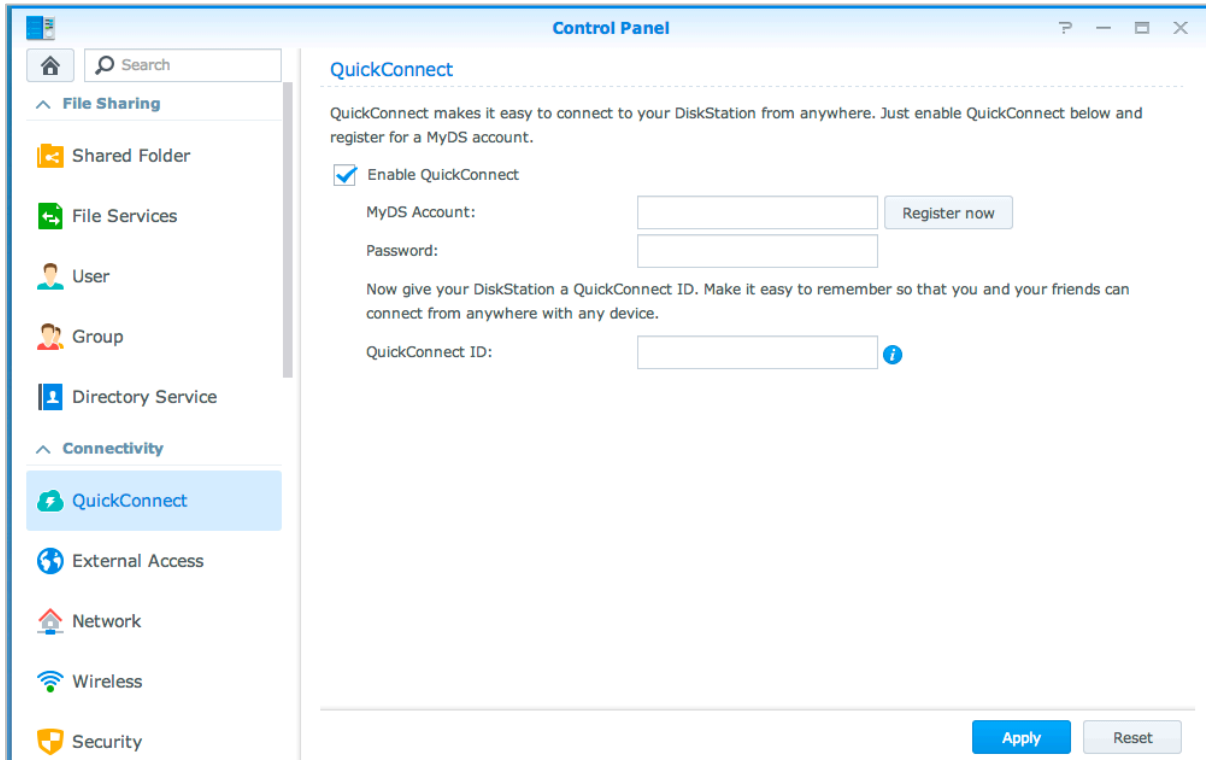 Control Panel
Search
File Sharing
Shared Folder
File Services
User
Group
Directory Service
Connectivity
QuickConnect
External Access
Network
Wireless
Security
QuickConnect
QuickConnect makes it easy to connect to your DiskStation from anywhere. Just enable QuickConnect below and
register for a MyDS account.
Enable QuickConnect
MyDS Account:
Register now
Password:
Now give your DiskStation a QuickConnect ID. Make it easy to remember so that you and your friends can
connect from anywhere with any device.
QuickConnect ID:
Apply
Reset